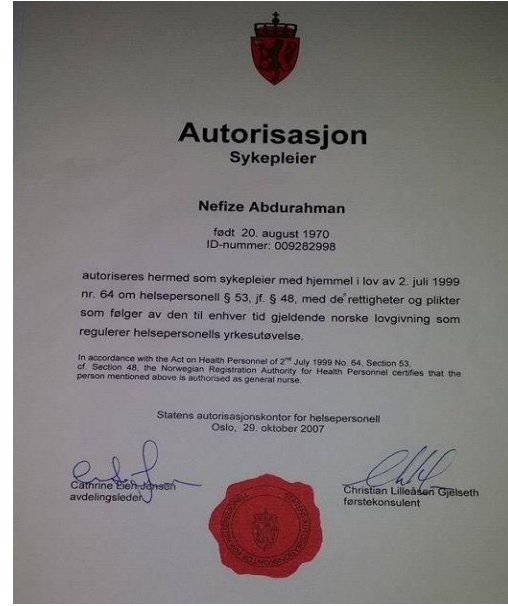 Autorisasjon
Sykepleier
Nefize Abdurahman
født 20. august 1970
ID-nummer: 009282998
autoriseres hermed som sykepleier med hjemmel i lov av 2. juli 1999
nr. 64 om helsepersonell § 53, jf. § 48, med de rettigheter og plikter
som følger av den til enhver tid gjeldende norske lovgivning som
regulerer helsepersonells yrkesutøvelse.
In accordance with the Act on Health Personnel of 2nd July 1999 No. 64, Section 53,
cf. Section 48, the Norwegian Registration Authority for Health Personnel certifies that the
person mentioned above is authorised as general nurse.
Statens autorisasjonskontor for helsepersonell
Oslo, 29. oktober 2007
Cathrine Jensen
avdelingsleder
Christian Lilleåsen Gjelseth
førstekonsulent
STATENS AUTORISASJONSKONTOR FOR HELSEPERSONELL